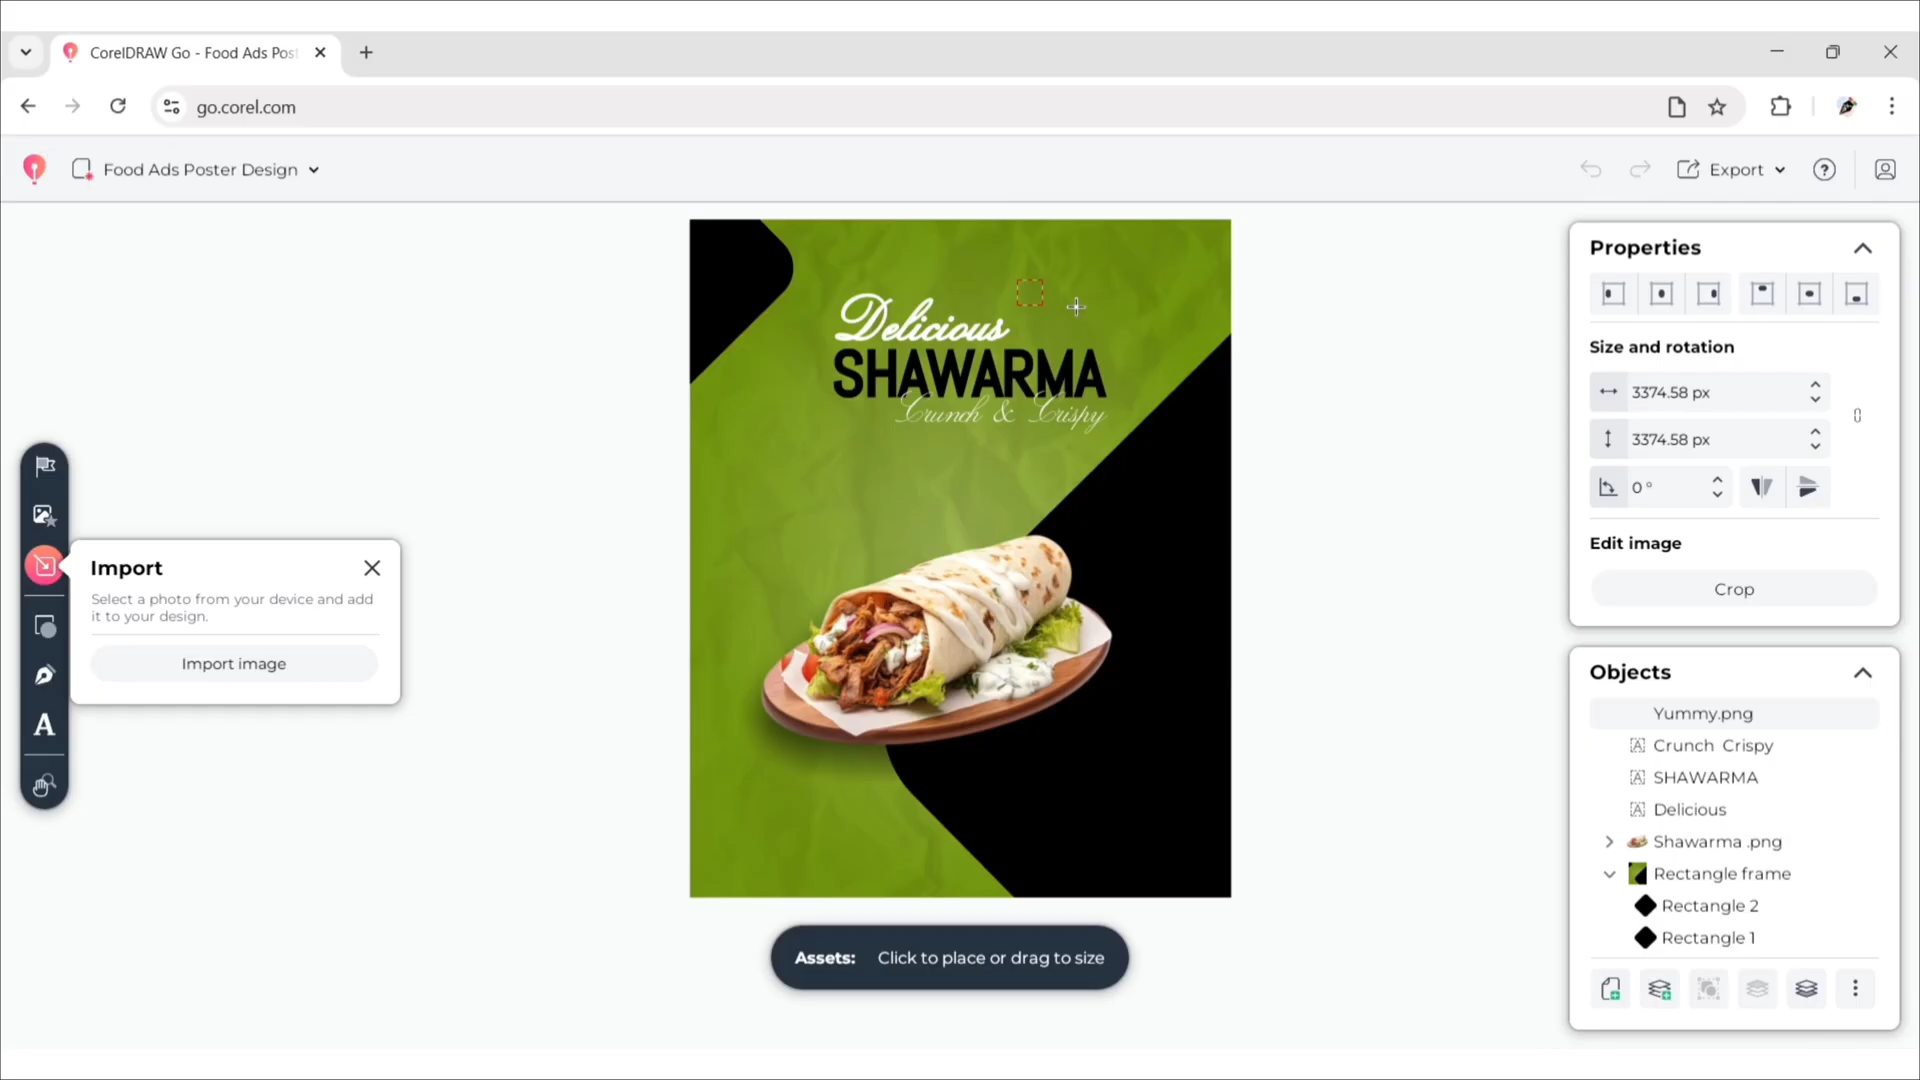 CorelDRAW Go - Food Ads Post
go.corel.com
Food Ads Poster Design
Export
Delicious
SHAWARMA
Crunch & Crispy
Import
Select a photo from your device and add
it to your design.
Import image
A
Assets: Click to place or drag to size
Properties
Size and rotation
3374.58 px
3374.58 px
0 °
Edit image
Crop
Objects
Yummy.png
Crunch Crispy
SHAWARMA
Delicious
Shawarma .png
Rectangle frame
Rectangle 2
Rectangle 1